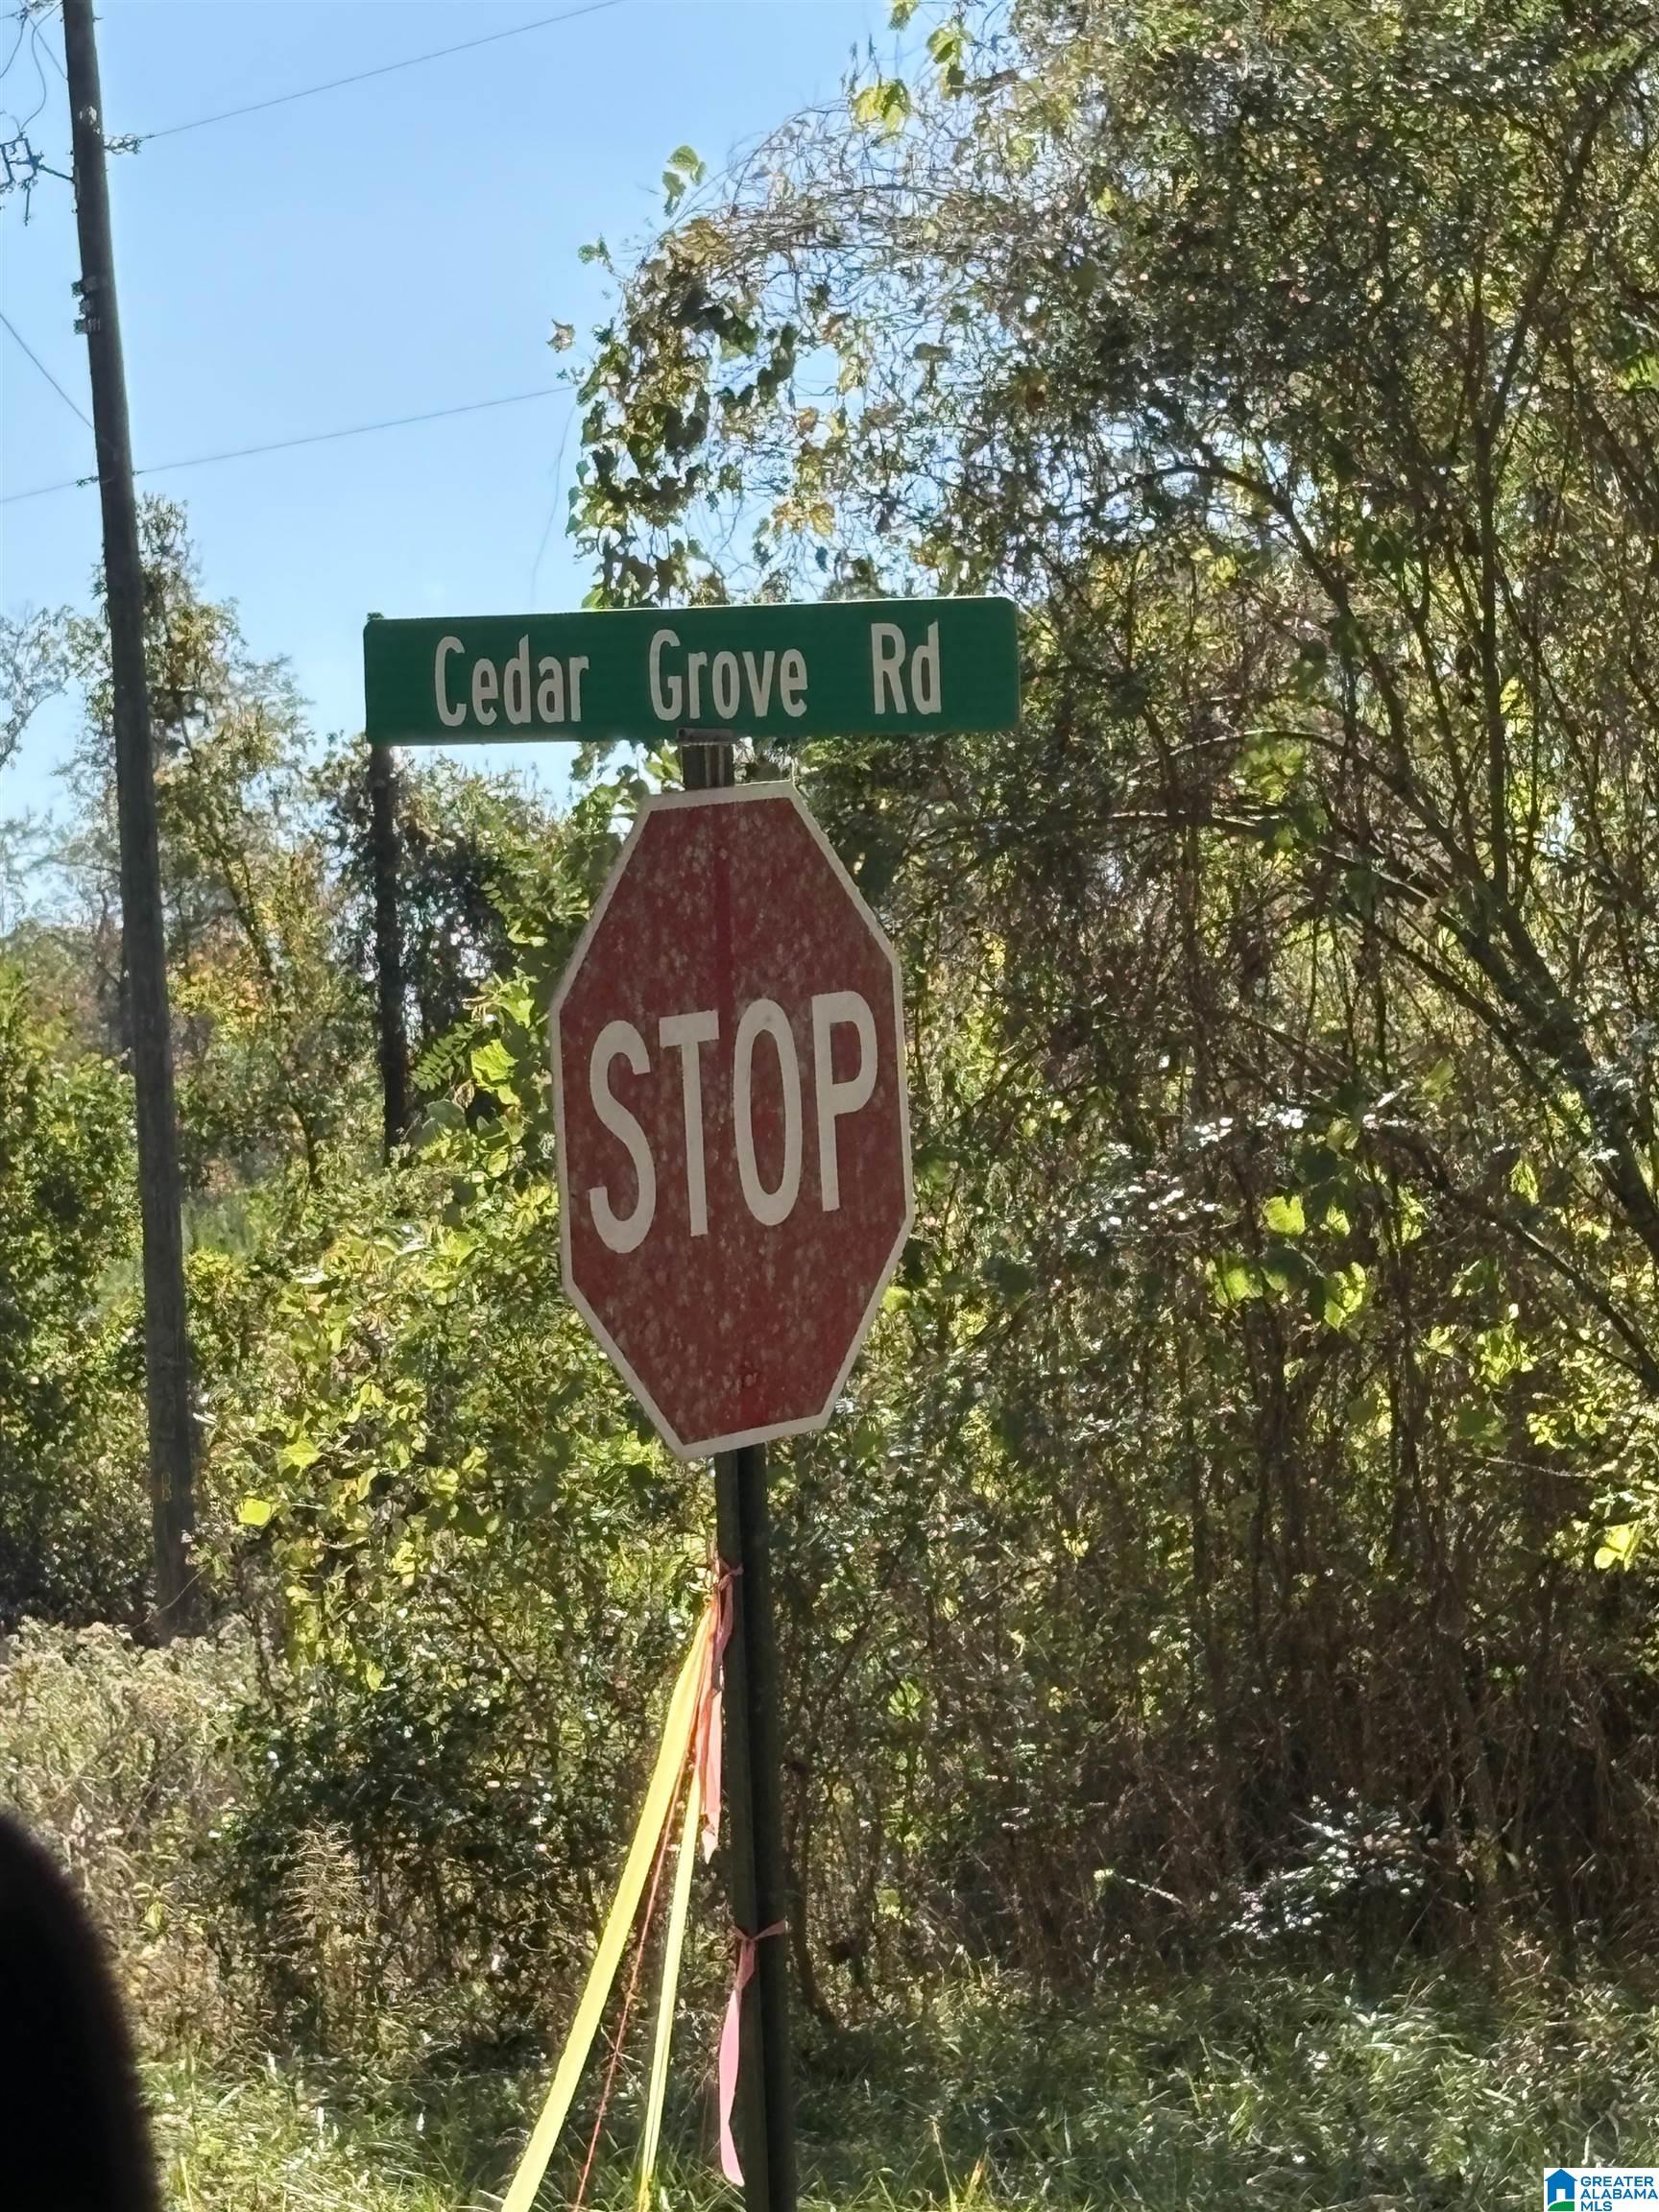 Cedar Grove Rd
STOP
GREATER
ALABAMA
MLS